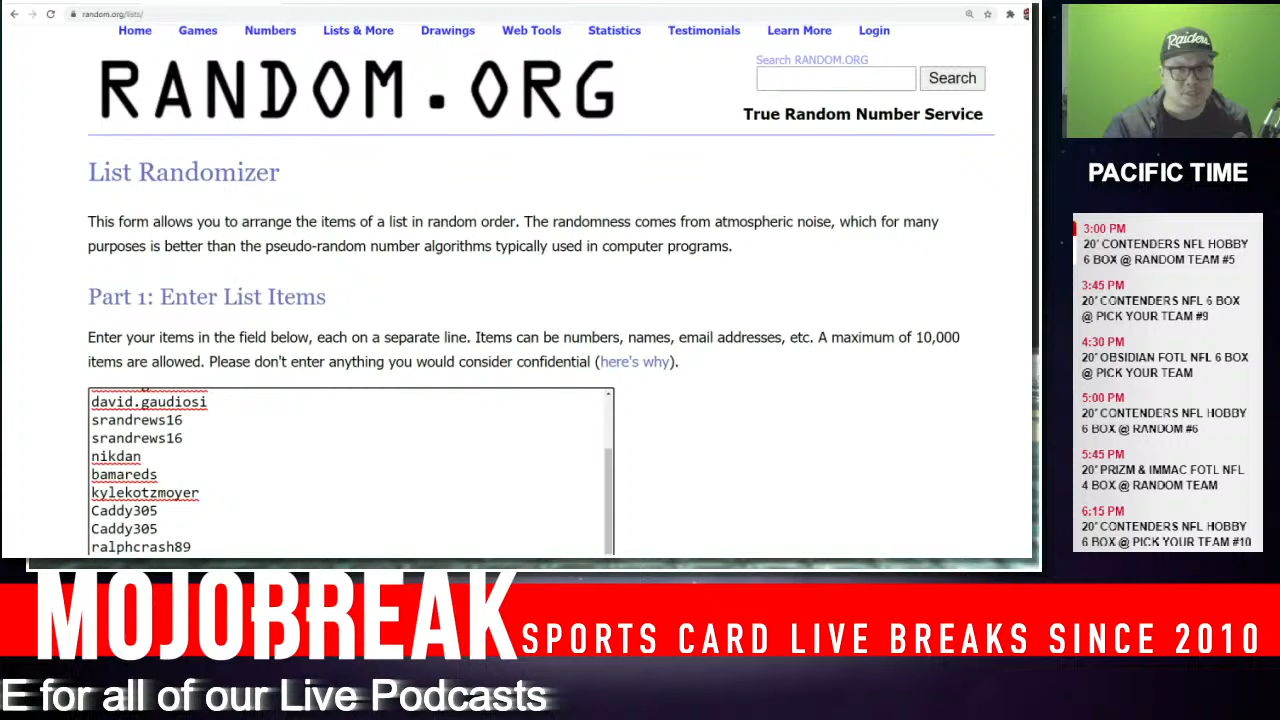 random.org/lists/
Home Games Numbers Lists & More Drawings Web Tools Statistics Testimonials Learn More Login
RANDOM.ORG
Search RANDOM.ORG
Search
True Random Number Service
List Randomizer
This form allows you to arrange the items of a list in random order. The randomness comes from atmospheric noise, which for many
purposes is better than the pseudo-random number algorithms typically used in computer programs.
Part 1: Enter List Items
Enter your items in the field below, each on a separate line. Items can be numbers, names, email addresses, etc. A maximum of 10,000
items are allowed. Please don't enter anything you would consider confidential (here's why).
david.gaudiosi
srandrews16
srandrews16
nikdan
bamareds
kylekotzmoyer
Caddy305
Caddy305
ralphcrash89
Raiders
PACIFIC TIME
3:00 PM
20' CONTENDERS NFL HOBBY
6 BOX @ RANDOM TEAM #5
3:45 PM
20' CONTENDERS NFL 6 BOX
@ PICK YOUR TEAM #9
4:30 PM
20' OBSIDIAN FOTL NFL 6 BOX
@ PICK YOUR TEAM
5:00 PM
20' CONTENDERS NFL HOBBY
6 BOX @ RANDOM #6
5:45 PM
20' PRIZM & IMMAC FOTL NFL
4 BOX @ RANDOM TEAM
6:15 PM
20' CONTENDERS NFL HOBBY
6 BOX @ PICK YOUR TEAM #10
MOJOBREAK
SPORTS CARD LIVE BREAKS SINCE 2010
E for all of our Live Podcasts